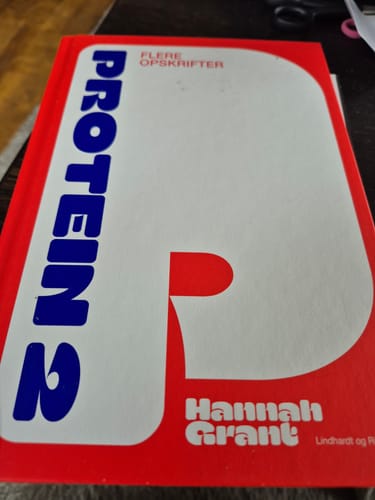 FLERE
OPSKRIFTER
PROTEIN 2
Hannah
Grant
Lindhardt og